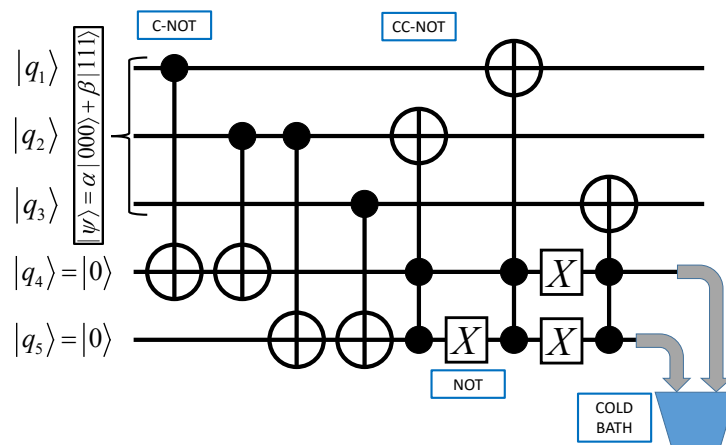 C-NOT
CC-NOT
|q₁⟩
|q₂⟩
|q₃⟩
|ψ⟩ = α|000⟩ + β|111⟩
|q₄⟩ = |0⟩
|q₅⟩ = |0⟩
X
X
X
NOT
COLD
BATH